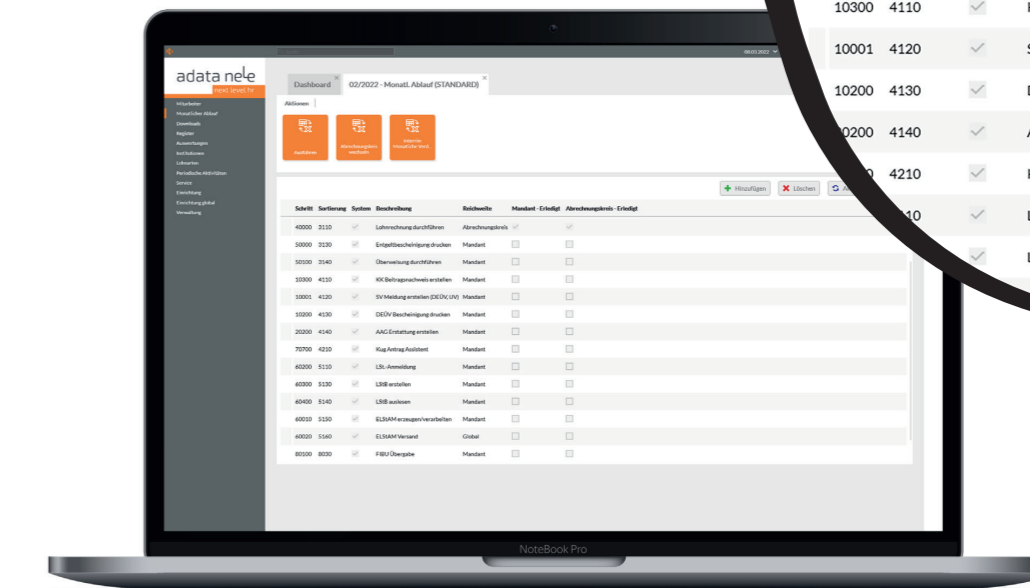 10300 4110
10001 4120
10200 4130
4140
4210
08.03.2022
adata nele
next level hr
Dashboard
02/2022 - Monatl. Ablauf (STANDARD)
Mitarbeiter
Monatlicher Ablauf
Downloads
Register
Auswertungen
Institutionen
Lohnarten
Periodische Aktivitäten
Service
Einrichtung
Einrichtung global
Verwaltung
Aktionen
Ausführen
Abrechnungskreis wechseln
Hinzufügen
Löschen
Schritt Sortierung System Beschreibung Reichweite Mandant - Erledigt Abrechnungskreis - Erledigt
40000 3110 Lohnrechnung durchführen Abrechnungskreis
50000 3130 Entgeltbescheinigung drucken Mandant
50100 3140 Überweisung durchführen Mandant
10300 4110 KK Beitragsnachweis erstellen Mandant
10001 4120 SV Meldung erstellen (DEÜV, UV) Mandant
10200 4130 DEÜV Bescheinigung drucken Mandant
20200 4140 AAG Erstattung erstellen Mandant
70700 4210 Kug Antrag Assistent Mandant
60200 5110 LSt.-Anmeldung Mandant
60300 5130 LStB erstellen Mandant
60400 5140 LStB auslesen Mandant
60010 5150 ELStAM erzeugen/verarbeiten Mandant
60020 5160 ELStAM Versand Global
80100 8030 FIBU Übergabe Mandant
NoteBook Pro